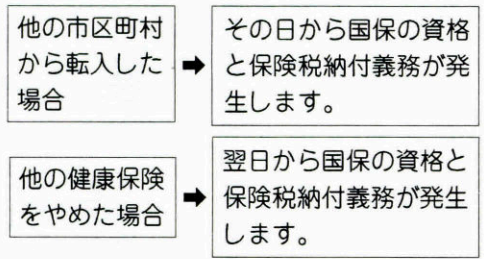 他の市区町村
から転入した
場合
➡
その日から国保の資格
と保険税納付義務が発
生します。
他の健康保険
をやめた場合
➡
翌日から国保の資格と
保険税納付義務が発生
します。